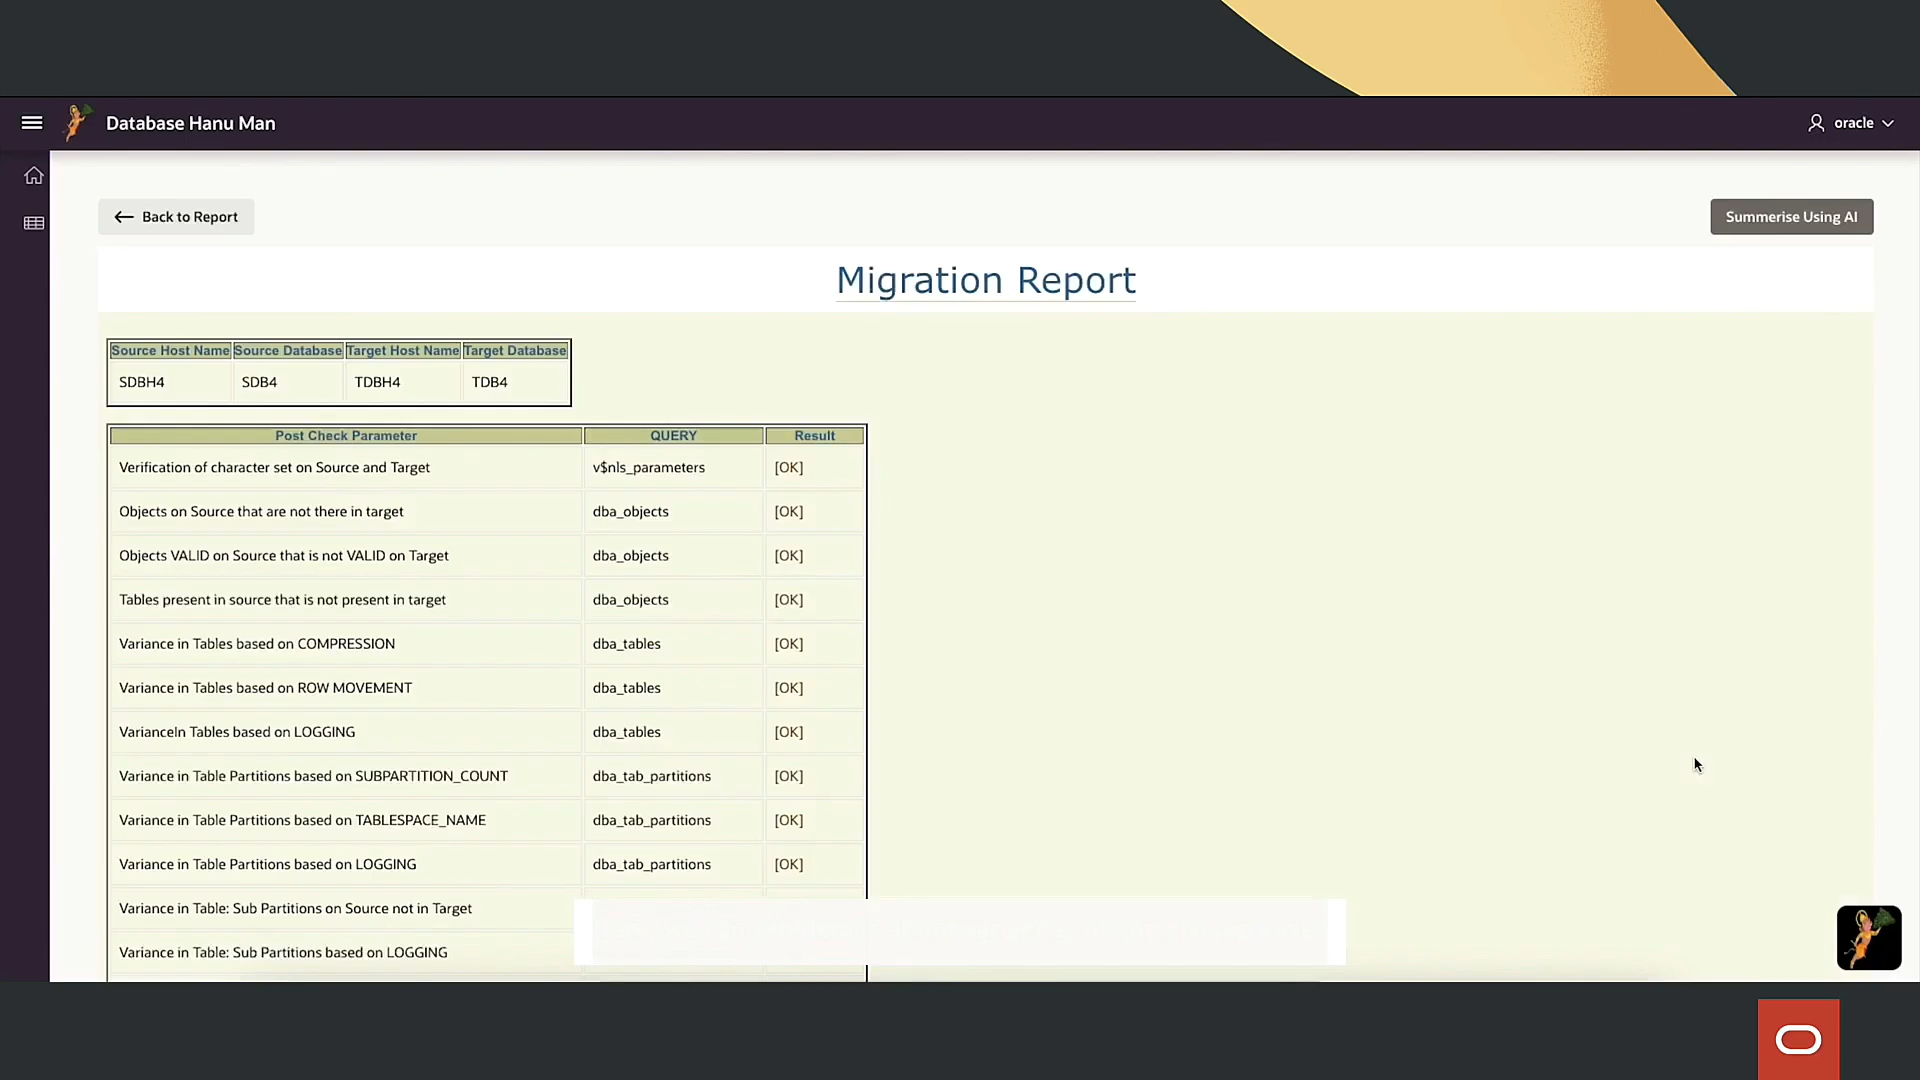 Database Hanu Man
oracle
Back to Report
Summerise Using AI
Migration Report
Source Host Name Source Database Target Host Name Target Database
SDBH4 SDB4 TDBH4 TDB4
Post Check Parameter QUERY Result
Verification of character set on Source and Target v$nls_parameters [OK]
Objects on Source that are not there in target dba_objects [OK]
Objects VALID on Source that is not VALID on Target dba_objects [OK]
Tables present in source that is not present in target dba_objects [OK]
Variance in Tables based on COMPRESSION dba_tables [OK]
Variance in Tables based on ROW MOVEMENT dba_tables [OK]
VarianceIn Tables based on LOGGING dba_tables [OK]
Variance in Table Partitions based on SUBPARTITION_COUNT dba_tab_partitions [OK]
Variance in Table Partitions based on TABLESPACE_NAME dba_tab_partitions [OK]
Variance in Table Partitions based on LOGGING dba_tab_partitions [OK]
Variance in Table: Sub Partitions on Source not in Target
Variance in Table: Sub Partitions based on LOGGING